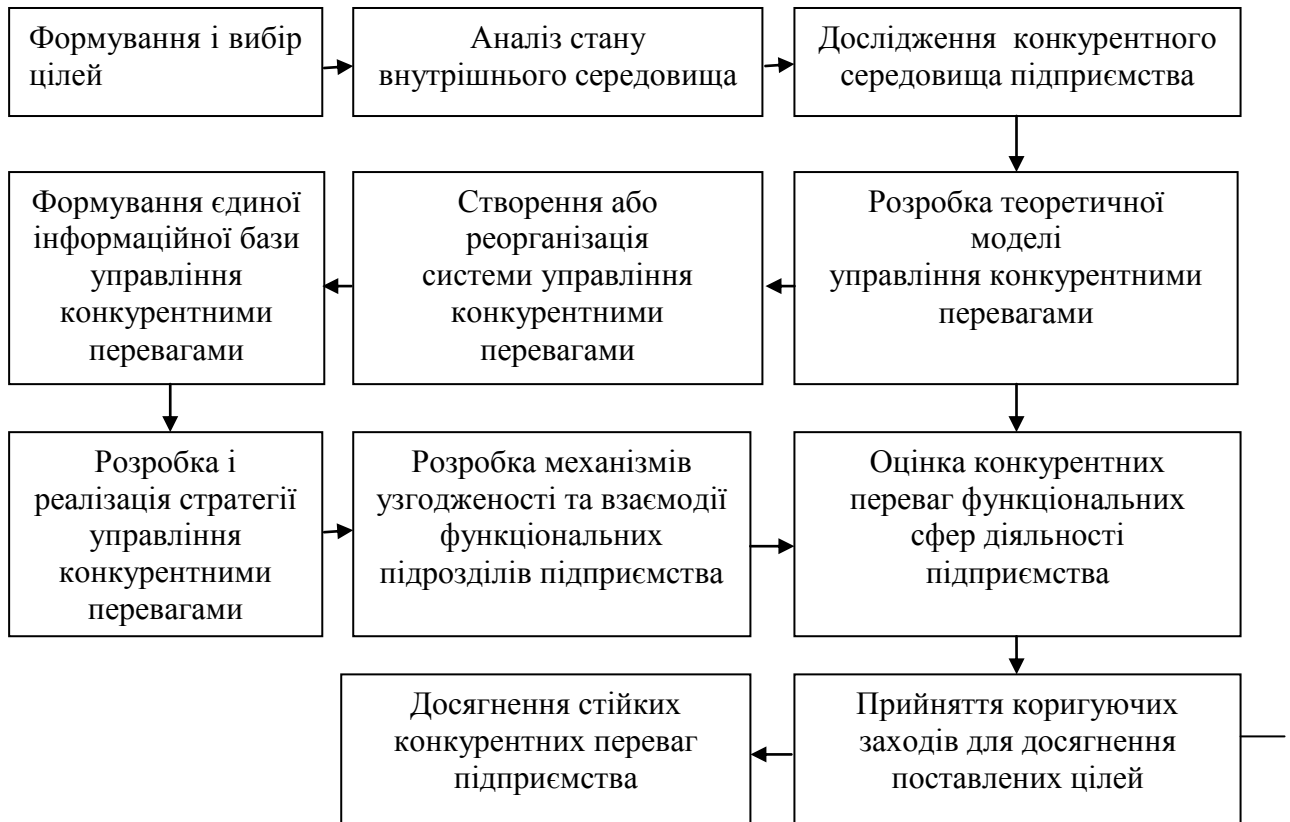 Формування і вибір
цілей
Аналіз стану
внутрішнього середовища
Дослідження конкурентного
середовища підприємства
Формування єдиної
інформаційної бази
управління
конкурентними
перевагами
Створення або
реорганізація
системи управління
конкурентними
перевагами
Розробка теоретичної
моделі
управління конкурентними
перевагами
Розробка і
реалізація стратегії
управління
конкурентними
перевагами
Розробка механізмів
узгодженості та взаємодії
функціональних
підрозділів підприємства
Оцінка конкурентних
переваг функціональних
сфер діяльності
підприємства
Досягнення стійких
конкурентних переваг
підприємства
Прийняття коригуючих
заходів для досягнення
поставлених цілей